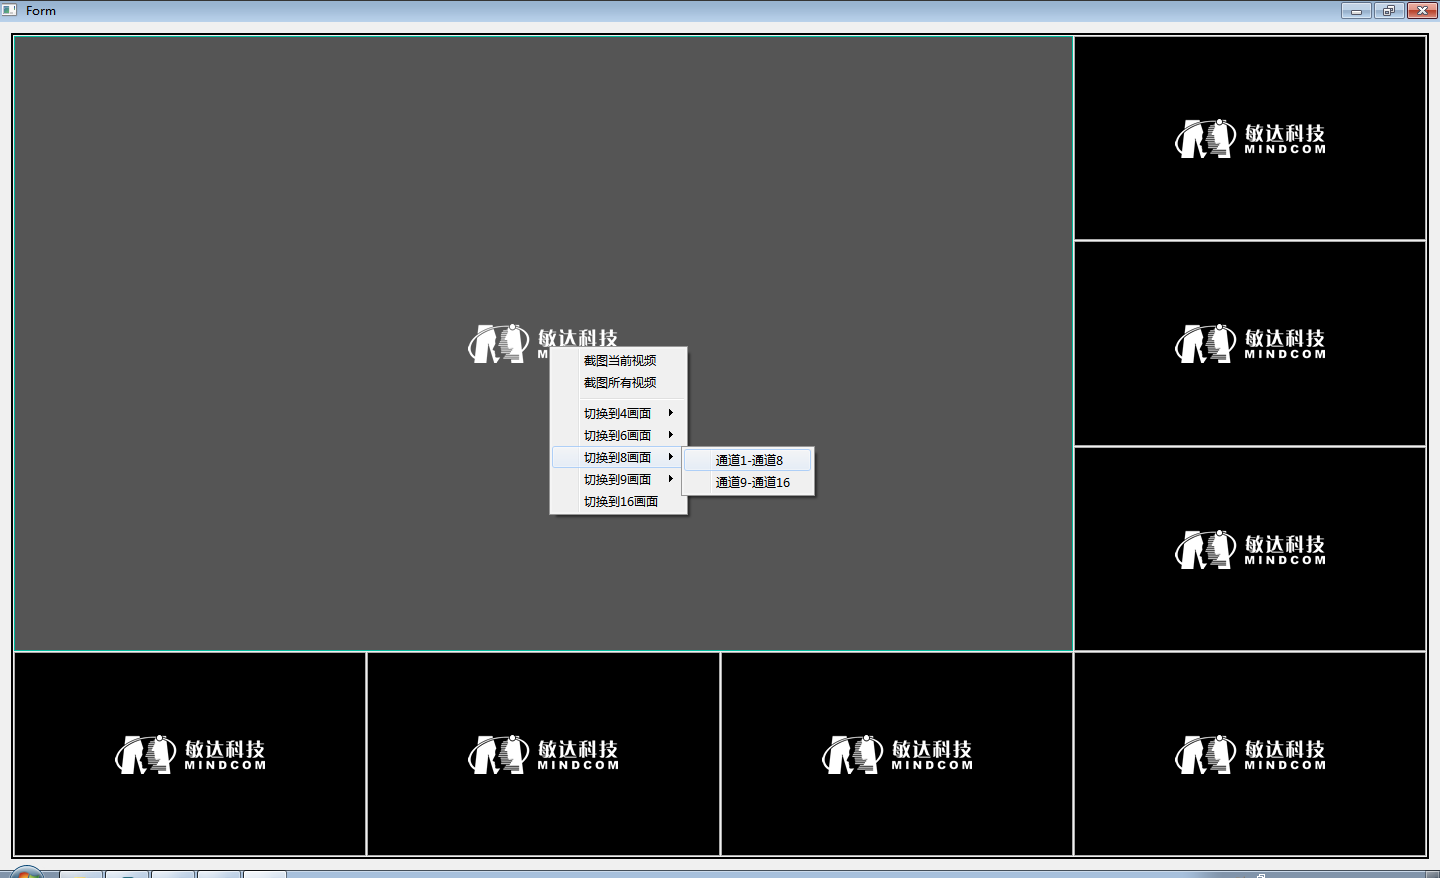 Form
敏达科技
MINDCOM
敏达科技
敏达科技
MINDCOM
截图当前视频
截图所有视频
切换到4画面
切换到6画面
切换到8画面
切换到9画面
切换到16画面
通道1-通道8
通道9-通道16
敏达科技
MINDCOM
敏达科技
MINDCOM
敏达科技
MINDCOM
敏达科技
MINDCOM
敏达科技
MINDCOM